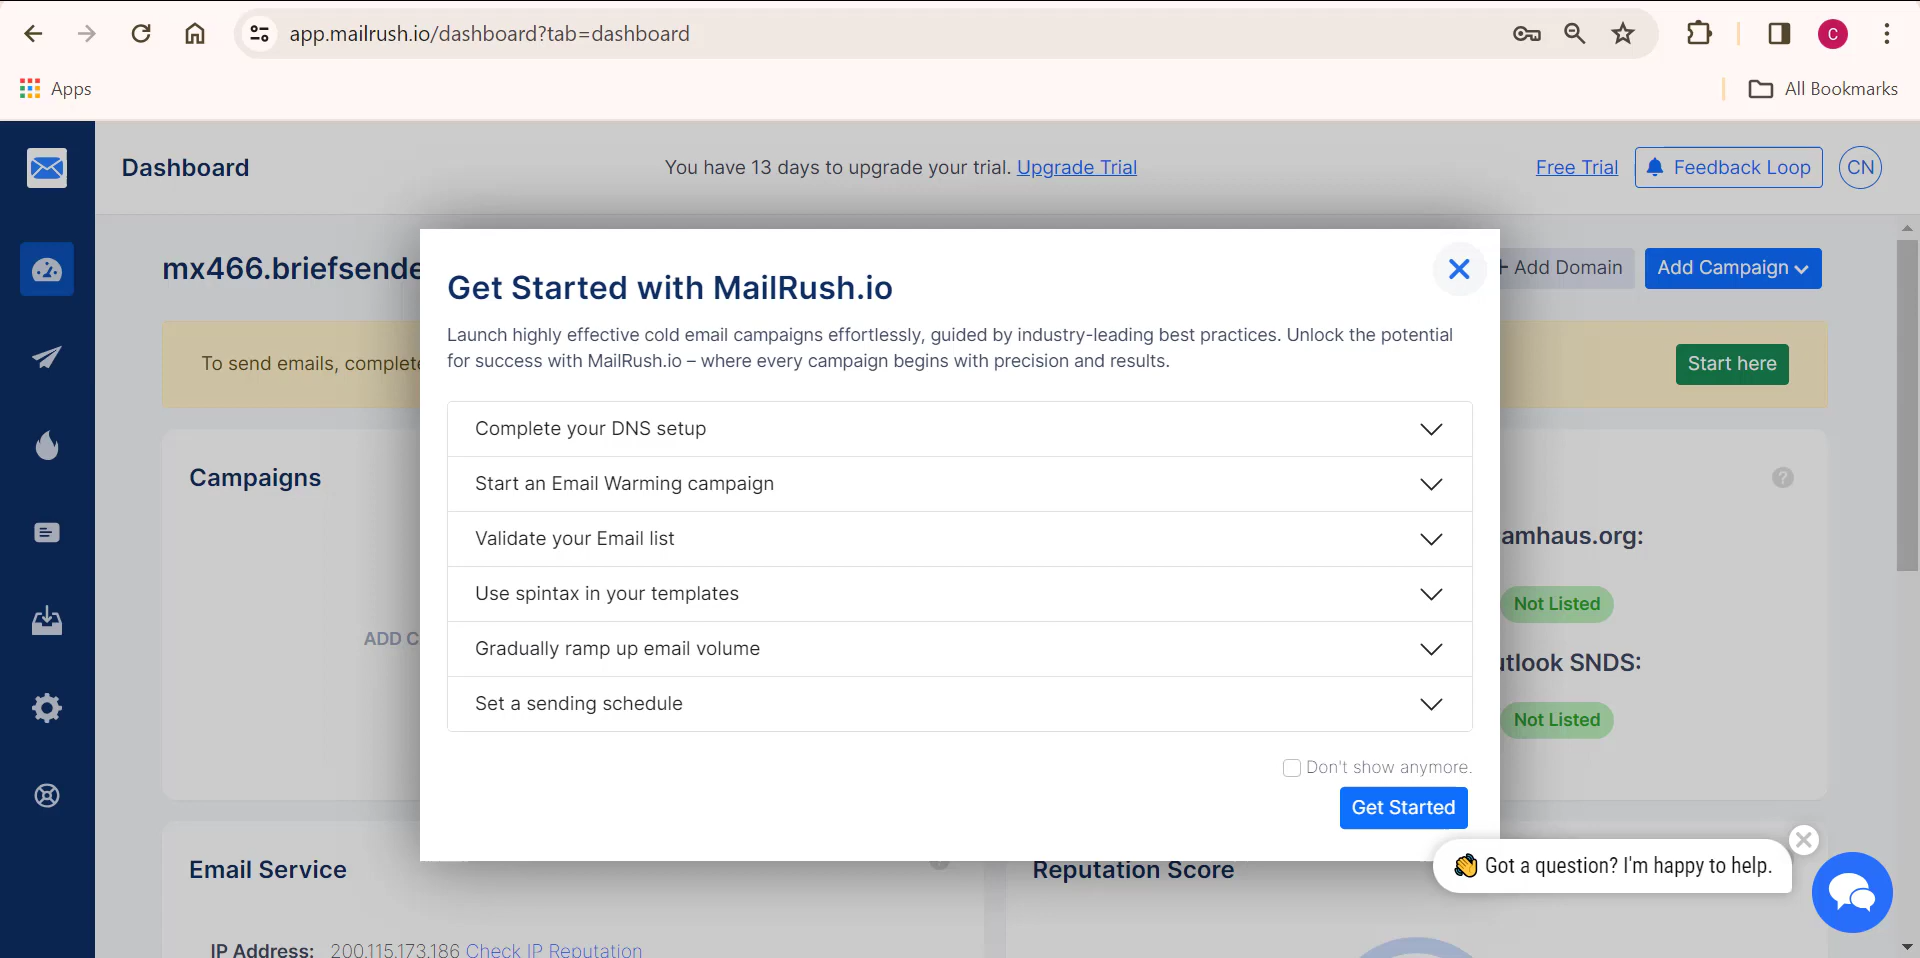 app.mailrush.io/dashboard?tab=dashboard
C
Apps
All Bookmarks
Dashboard
You have 13 days to upgrade your trial. Upgrade Trial
Free Trial
Feedback Loop
CN
mx466.briefsende
+ Add Domain
Add Campaign
To send emails, complete
Start here
Get Started with MailRush.io
Launch highly effective cold email campaigns effortlessly, guided by industry-leading best practices. Unlock the potential
for success with MailRush.io – where every campaign begins with precision and results.
Complete your DNS setup
Start an Email Warming campaign
Validate your Email list
Use spintax in your templates
Gradually ramp up email volume
Set a sending schedule
Don't show anymore.
Get Started
Campaigns
ADD C
?
amhaus.org:
Not Listed
utlook SNDS:
Not Listed
Email Service
Reputation Score
👋 Got a question? I'm happy to help.
IP Address: 200.115.173.186 Check IP Reputation